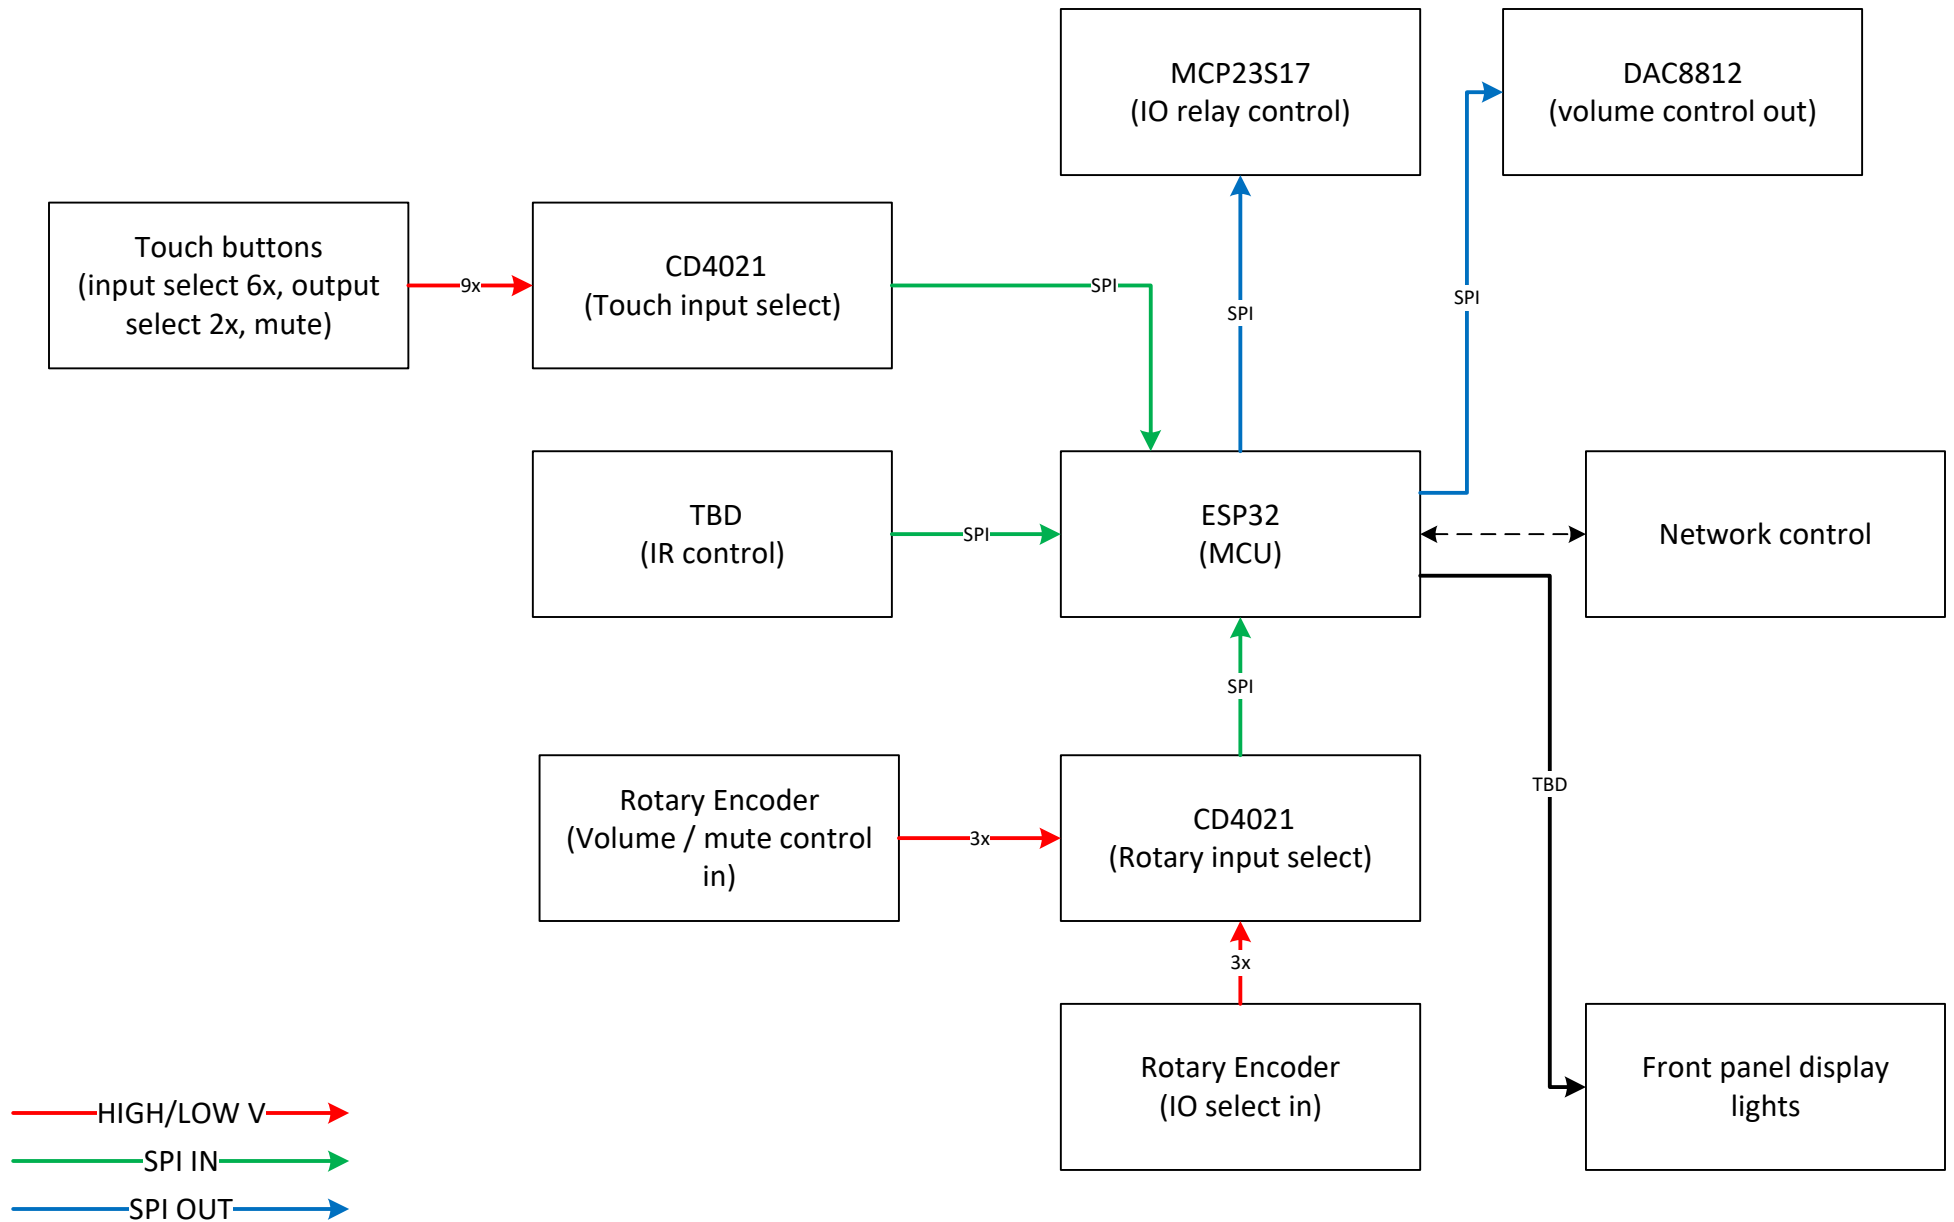 MCP23S17
(IO relay control)
DAC8812
(volume control out)
Touch buttons
(input select 6x, output
select 2x, mute)
9x
CD4021
(Touch input select)
SPI
SPI
SPI
TBD
(IR control)
SPI
ESP32
(MCU)
Network control
SPI
Rotary Encoder
(Volume / mute control
in)
3x
CD4021
(Rotary input select)
TBD
3x
Rotary Encoder
(IO select in)
Front panel display
lights
HIGH/LOW V
SPI IN
SPI OUT